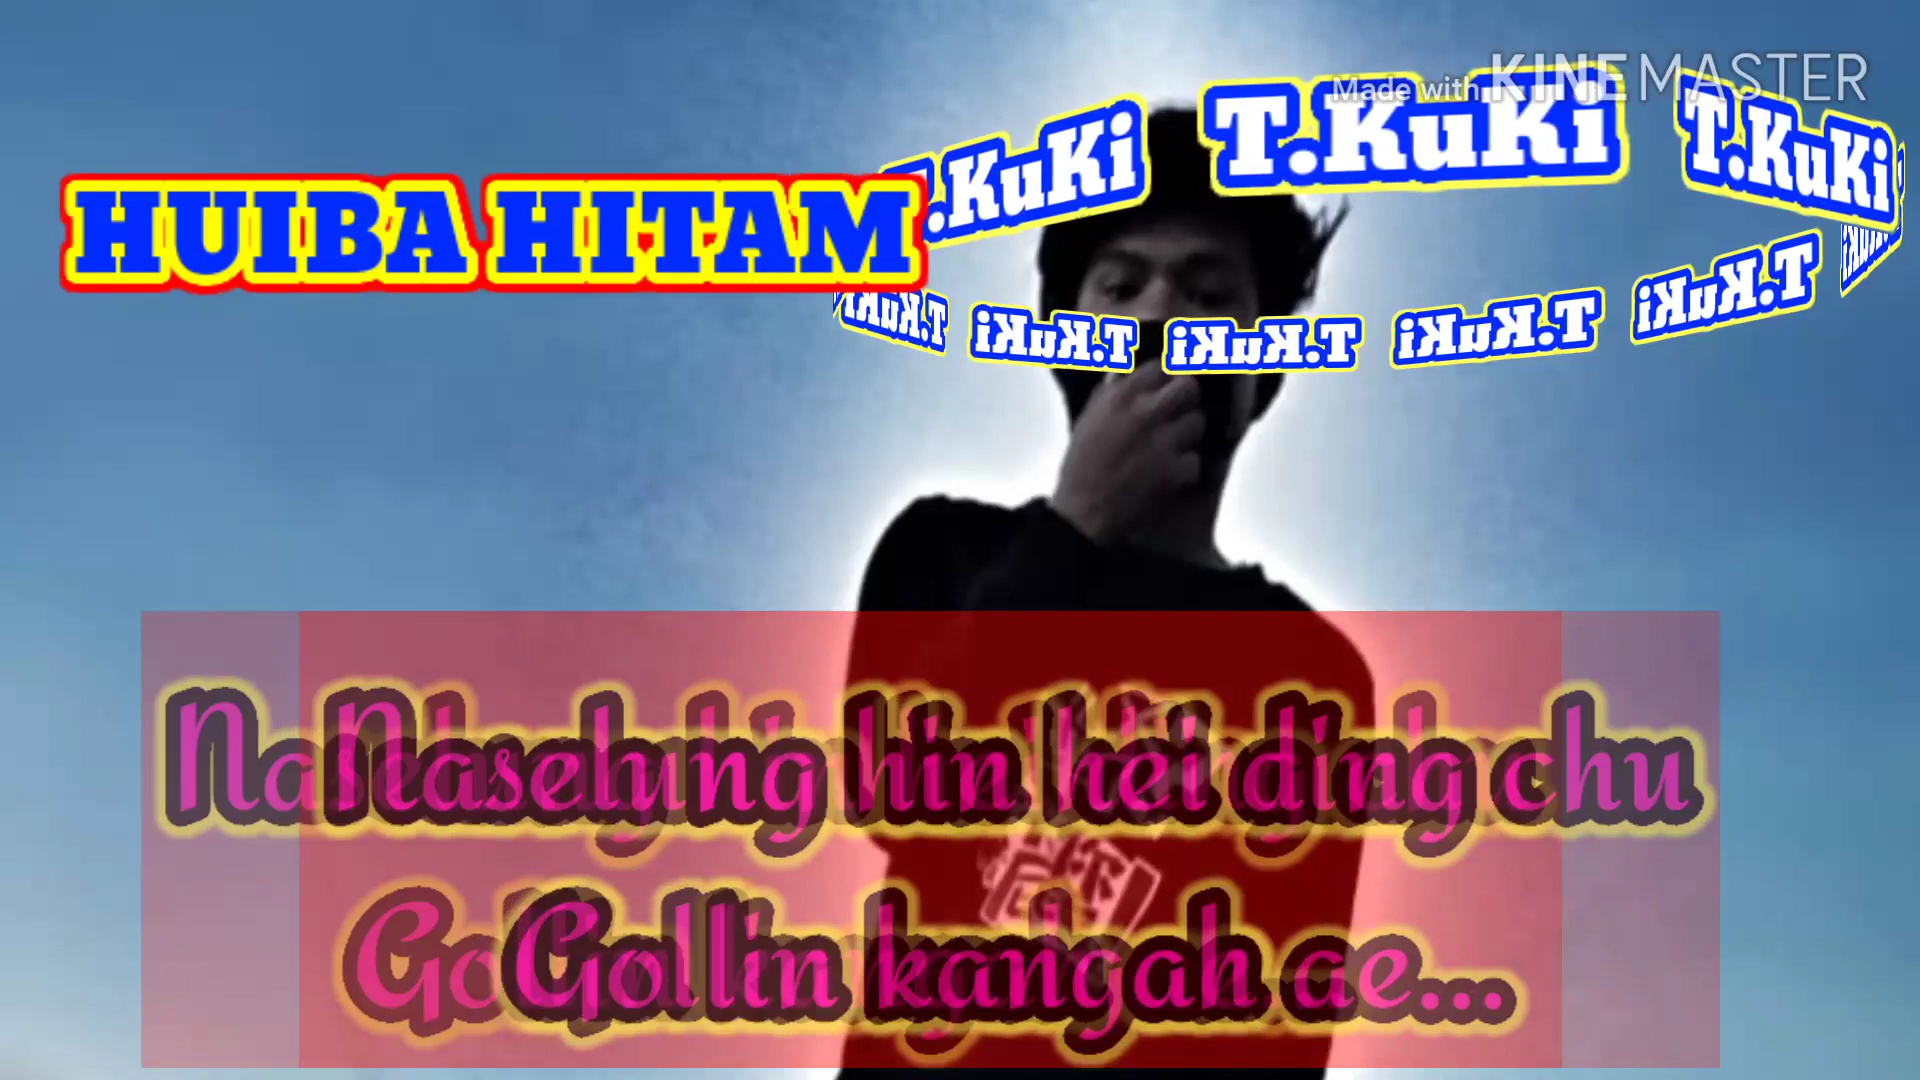 Made with KINEMASTER
T.KuKi T.KuKi T.KuKi
HUIBA HITAM
T.KuKi T.KuKi T.KuKi T.KuKi T.KuKi
hin hei ding chu
Gol lin kangah ae...